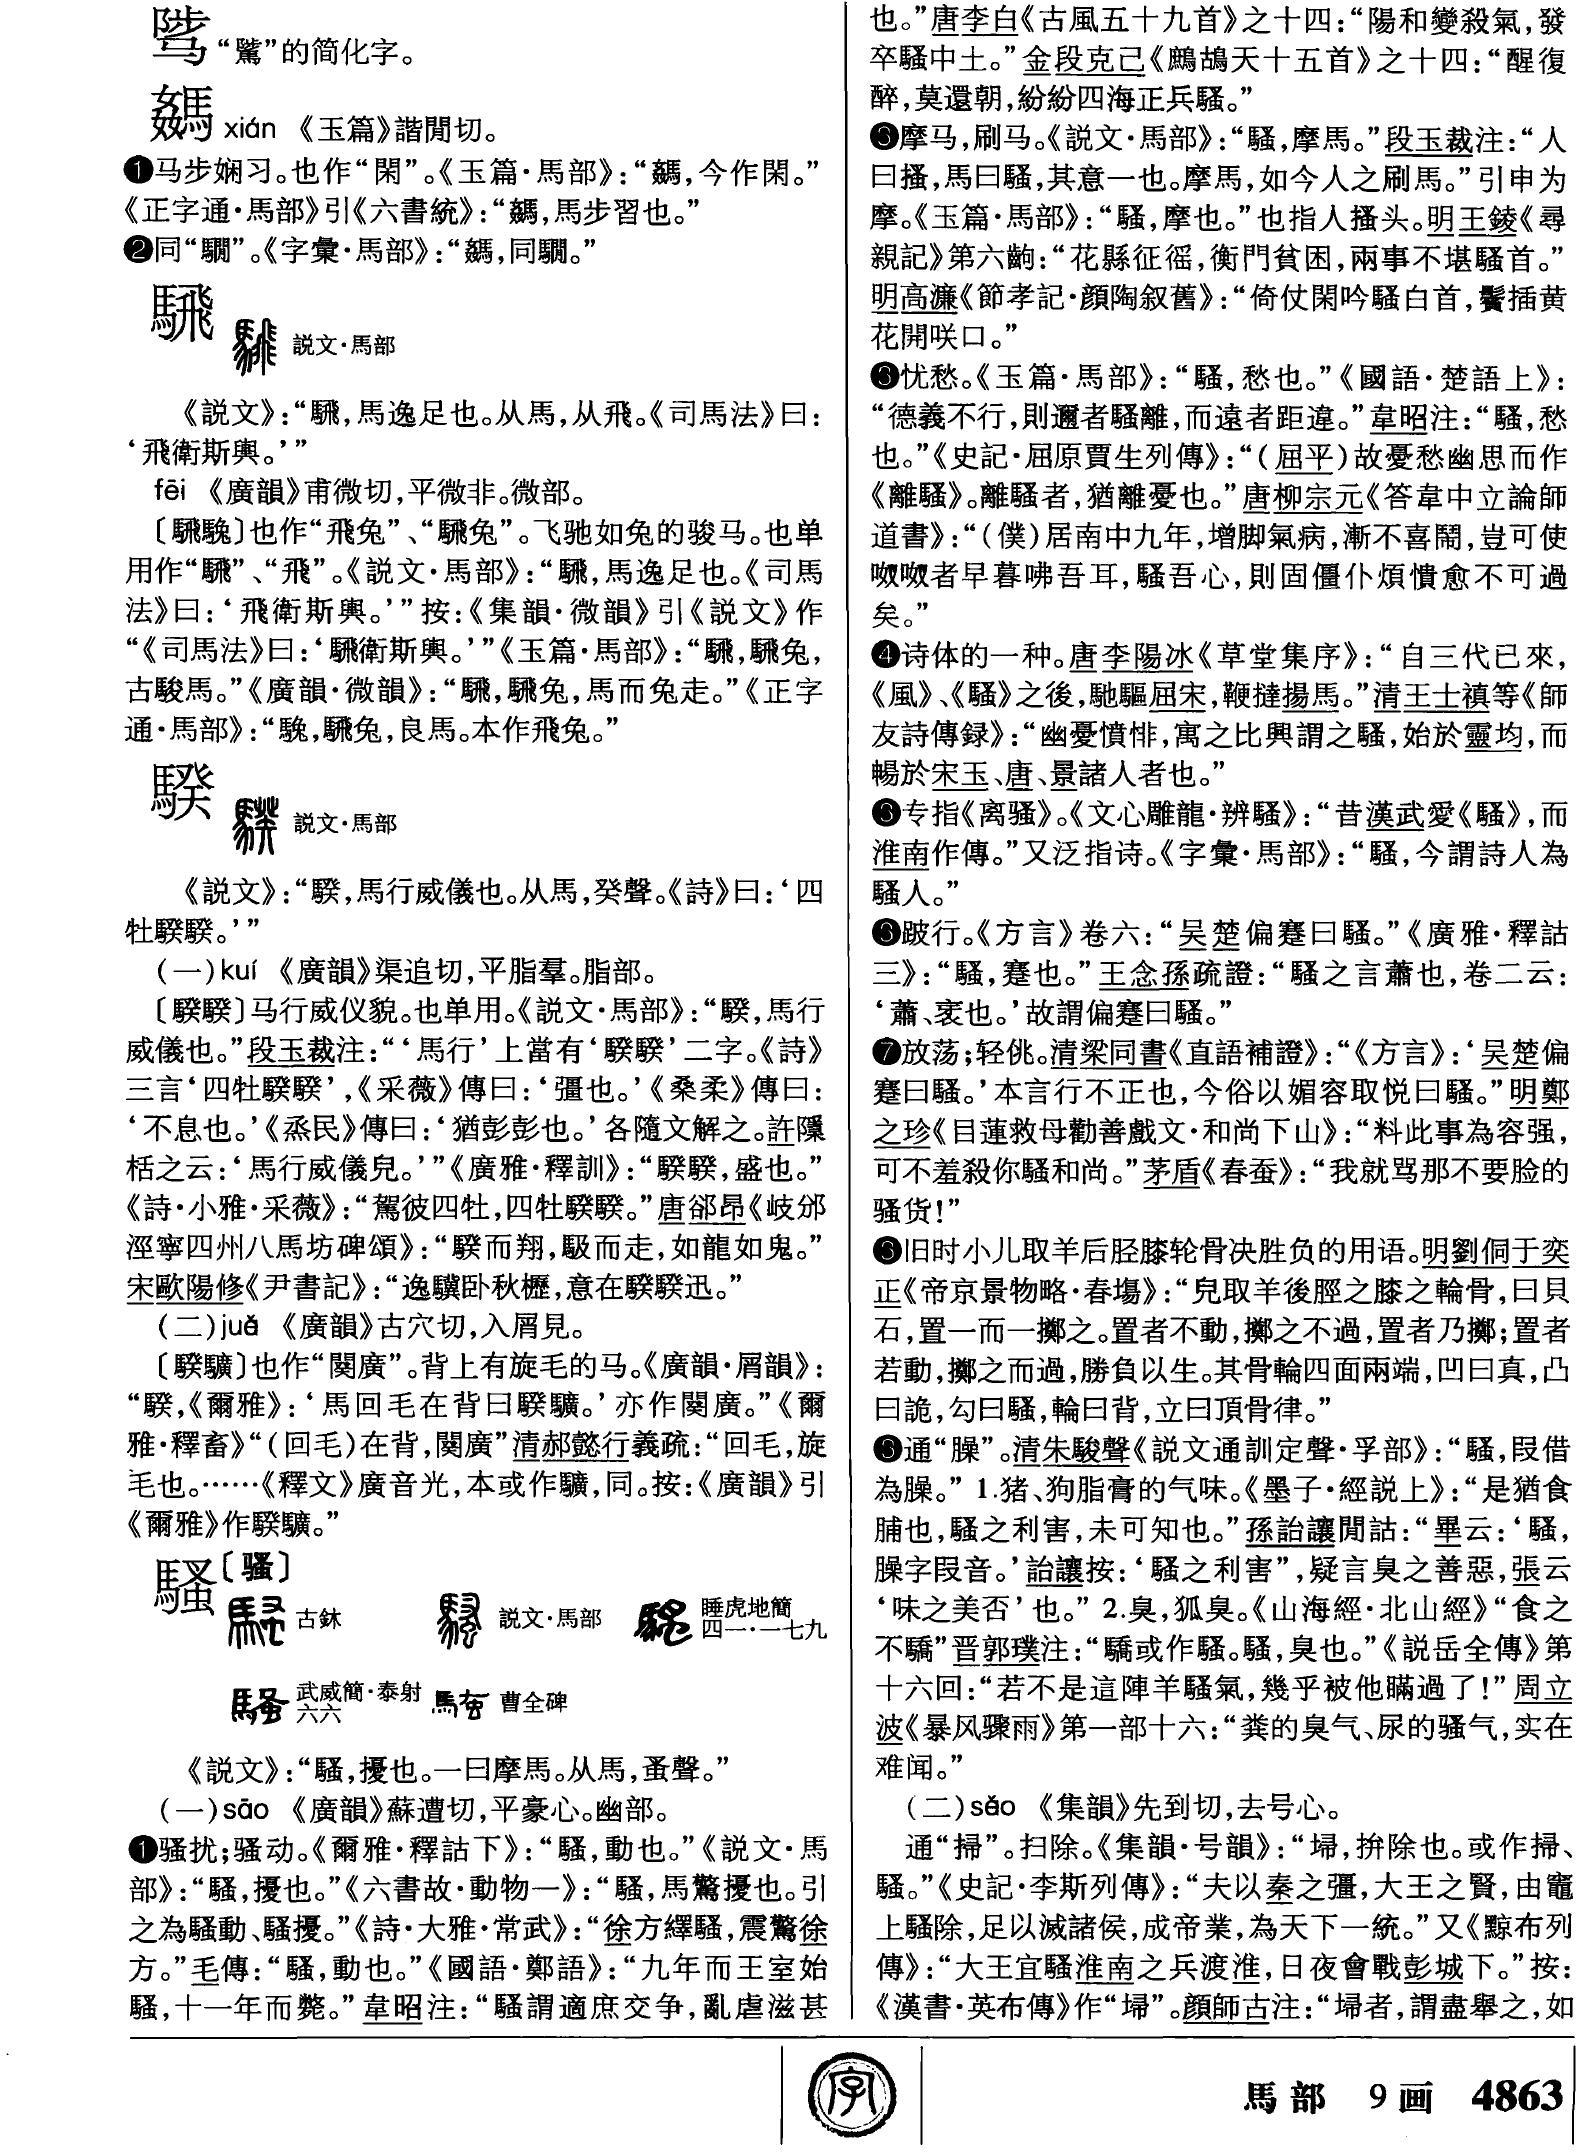 骘“騭”的简化字。
xián 《玉篇》諧閒切。
❶马步娴习。也作“閑”。《玉篇·馬部》：“䮭，今作閑。”
《正字通·馬部》引《六書統》：“䮭，馬步習也。”
❷同“驧”。《字彙·馬部》：“䮭，同驧。”
騛 説文·馬部
《説文》：“騛，馬逸足也。从馬，从飛。《司馬法》曰：
‘飛衛斯輿。’”
fēi 《廣韻》甫微切，平微非。微部。
〔騛𩥭〕也作“飛兔”、“騛兔”。飞驰如兔的骏马。也单
用作“騛”、“飛”。《説文·馬部》：“騛，馬逸足也。《司馬
法》曰：‘飛衛斯輿。’”按：《集韻·微韻》引《説文》作
“《司馬法》曰：‘騛衛斯輿。’”《玉篇·馬部》：“騛，騛兔，
古駿馬。”《廣韻·微韻》：“騛，騛兔，馬而兔走。”《正字
通·馬部》：“𩥭，騛兔，良馬。本作飛兔。”
騤 説文·馬部
《説文》：“騤，馬行威儀也。从馬，癸聲。《詩》曰：‘四
牡騤騤。’”
(一)kuí 《廣韻》渠追切，平脂羣。脂部。
〔騤騤〕马行威仪貌。也单用。《説文·馬部》：“騤，馬行
威儀也。”段玉裁注：“‘馬行’上當有‘騤騤’二字。《詩》
三言‘四牡騤騤’，《采薇》傳曰：‘彊也。’《桑柔》傳曰：
‘不息也。’《烝民》傳曰：‘猶彭彭也。’各隨文解之。許隱
栝之云：‘馬行威儀皃。’”《廣雅·釋訓》：“騤騤，盛也。”
《詩·小雅·采薇》：“駕彼四牡，四牡騤騤。”唐郤昂《岐邠
涇寧四州八馬坊碑頌》：“騤而翔，馺而走，如龍如鬼。”
宋歐陽修《尹書記》：“逸驥卧秋櫪，意在騤騤迅。”
(二)jué 《廣韻》古穴切，入屑見。
〔騤驞〕也作“闋廣”。背上有旋毛的马。《廣韻·屑韻》：
“騤，《爾雅》：‘馬回毛在背曰騤驞。’亦作闋廣。”《爾
雅·釋畜》“(回毛)在背，闋廣”清郝懿行義疏：“回毛，旋
毛也。……《釋文》廣音光，本或作驞，同。按：《廣韻》引
《爾雅》作騤驞。”
騷〔骚〕
古鉨 説文·馬部 睡虎地簡四一·一七九
武威簡·泰射六六 曹全碑
《説文》：“騷，擾也。一曰摩馬。从馬，蚤聲。”
(一)sāo 《廣韻》蘇遭切，平豪心。幽部。
❶骚扰；骚动。《爾雅·釋詁下》：“騷，動也。”《説文·馬
部》：“騷，擾也。”《六書故·動物一》：“騷，馬驚擾也。引
之為騷動、騷擾。”《詩·大雅·常武》：“徐方繹騷，震驚徐
方。”毛傳：“騷，動也。”《國語·鄭語》：“九年而王室始
騷，十一年而斃。”韋昭注：“騷謂適庶交争，亂虐滋甚
也。”唐李白《古風五十九首》之十四：“陽和變殺氣，發
卒騷中土。”金段克己《鷓鴣天十五首》之十四：“醒復
醉，莫還朝，紛紛四海正兵騷。”
❸摩马，刷马。《説文·馬部》：“騷，摩馬。”段玉裁注：“人
曰搔，馬曰騷，其意一也。摩馬，如今人之刷馬。”引申为
摩。《玉篇·馬部》：“騷，摩也。”也指人搔头。明王錂《尋
親記》第六齣：“花縣征徭，衡門貧困，兩事不堪騷首。”
明高濂《節孝記·顔陶叙舊》：“倚仗閑吟騷白首，鬢插黄
花開咲口。”
❸忧愁。《玉篇·馬部》：“騷，愁也。”《國語·楚語上》：
“德義不行，則邇者騷離，而遠者距違。”韋昭注：“騷，愁
也。”《史記·屈原賈生列傳》：“(屈平)故憂愁幽思而作
《離騷》。離騷者，猶離憂也。”唐柳宗元《答韋中立論師
道書》：“(僕)居南中九年，增脚氣病，漸不喜鬧，豈可使
呶呶者早暮咈吾耳，騷吾心，則固僵仆煩憒愈不可過
矣。”
❹诗体的一种。唐李陽冰《草堂集序》：“自三代已來，
《風》、《騷》之後，馳驅屈宋，鞭撻揚馬。”清王士禛等《師
友詩傳録》：“幽憂憤悱，寓之比興謂之騷，始於靈均，而
暢於宋玉、唐、景諸人者也。”
❸专指《离骚》。《文心雕龍·辨騷》：“昔漢武愛《騷》，而
淮南作傳。”又泛指诗。《字彙·馬部》：“騷，今謂詩人為
騷人。”
❸跛行。《方言》卷六：“吴楚偏蹇曰騷。”《廣雅·釋詁
三》：“騷，蹇也。”王念孫疏證：“騷之言蕭也，卷二云：
‘蕭、衺也。’故謂偏蹇曰騷。”
❼放荡；轻佻。清梁同書《直語補證》：“《方言》：‘吴楚偏
蹇曰騷。’本言行不正也，今俗以媚容取悦曰騷。”明鄭
之珍《目蓮救母勸善戲文·和尚下山》：“料此事為容强，
可不羞殺你騷和尚。”茅盾《春蚕》：“我就骂那不要脸的
骚货！”
❸旧时小儿取羊后胫膝轮骨决胜负的用语。明劉侗于奕
正《帝京景物略·春場》：“兒取羊後脛之膝之輪骨，曰貝
石，置一而一擲之。置者不動，擲之不過，置者乃擲；置者
若動，擲之而過，勝負以生。其骨輪四面兩端，凹曰真，凸
曰詭，勾曰騷，輪曰背，立曰頂骨律。”
❸通“臊”。清朱駿聲《説文通訓定聲·孚部》：“騷，叚借
為臊。” 1.猪、狗脂膏的气味。《墨子·經説上》：“是猶食
脯也，騷之利害，未可知也。”孫詒讓閒詁：“畢云：‘騷，
臊字叚音。’詒讓按：‘騷之利害”，疑言臭之善惡，張云
‘味之美否’也。” 2.臭，狐臭。《山海經·北山經》“食之
不驕”晋郭璞注：“驕或作騷。騷，臭也。”《説岳全傳》第
十六回：“若不是這陣羊騷氣，幾乎被他瞞過了！”周立
波《暴风骤雨》第一部十六：“粪的臭气、尿的骚气，实在
难闻。”
(二)sǎo 《集韻》先到切，去号心。
通“掃”。扫除。《集韻·号韻》：“埽，拚除也。或作掃、
騷。”《史記·李斯列傳》：“夫以秦之彊，大王之賢，由竈
上騷除，足以滅諸侯，成帝業，為天下一統。”又《黥布列
傳》：“大王宜騷淮南之兵渡淮，日夜會戰彭城下。”按：
《漢書·英布傳》作“埽”。顔師古注：“埽者，謂盡舉之，如
字
馬部 9画 4863